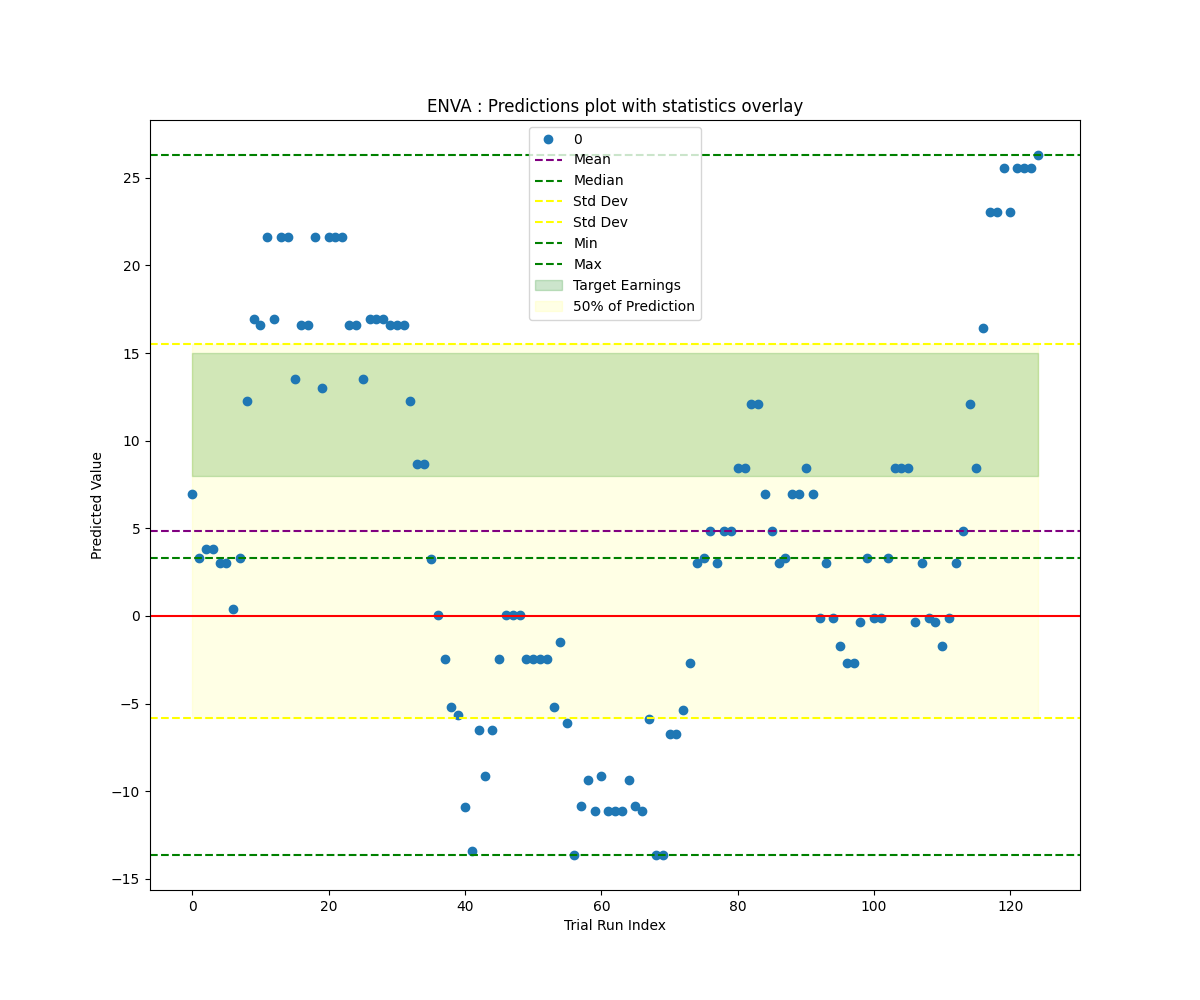 ENVA : Predictions plot with statistics overlay
0
Mean
Median
Std Dev
Std Dev
Min
Max
Target Earnings
50% of Prediction
25
20
15
10
5
0
−5
−10
−15
Predicted Value
0 20 40 60 80 100 120
Trial Run Index